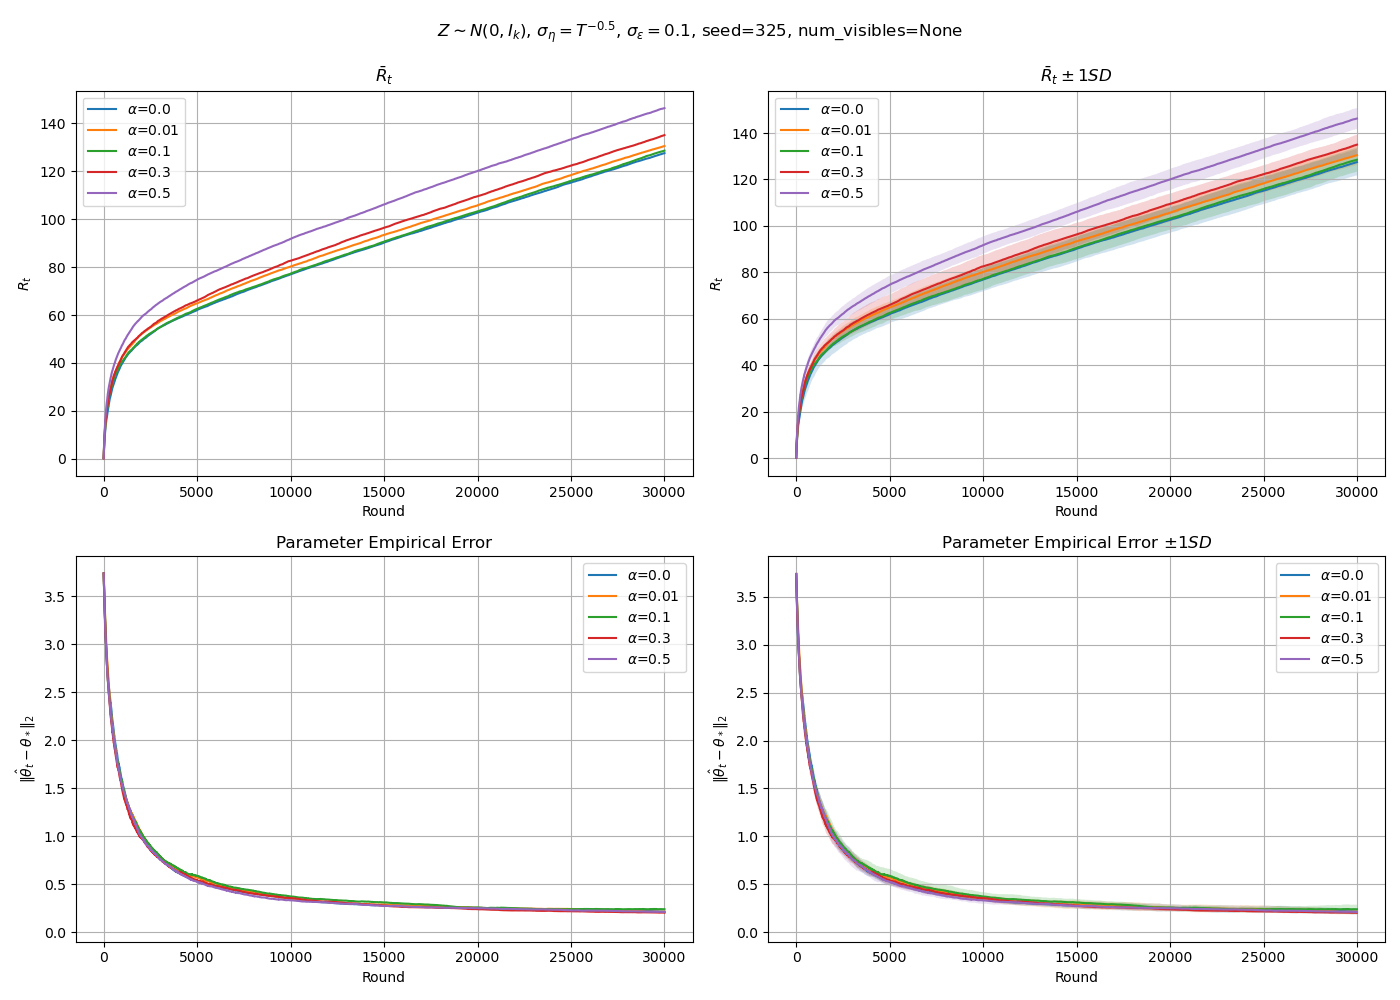 Z ~ N(0, I_k), σ_η = T^{−0.5}, σ_ε = 0.1, seed=325, num_visibles=None
R̄_t
R_t
140
120
100
80
60
40
20
0
α=0.0
α=0.01
α=0.1
α=0.3
α=0.5
0 5000 10000 15000 20000 25000 30000
Round
R̄_t ± 1SD
R_t
140
120
100
80
60
40
20
0
α=0.0
α=0.01
α=0.1
α=0.3
α=0.5
0 5000 10000 15000 20000 25000 30000
Round
Parameter Empirical Error
‖θ̂_t − θ_*‖_2
3.5
3.0
2.5
2.0
1.5
1.0
0.5
0.0
α=0.0
α=0.01
α=0.1
α=0.3
α=0.5
0 5000 10000 15000 20000 25000 30000
Round
Parameter Empirical Error ±1SD
‖θ̂_t − θ_*‖_2
3.5
3.0
2.5
2.0
1.5
1.0
0.5
0.0
α=0.0
α=0.01
α=0.1
α=0.3
α=0.5
0 5000 10000 15000 20000 25000 30000
Round